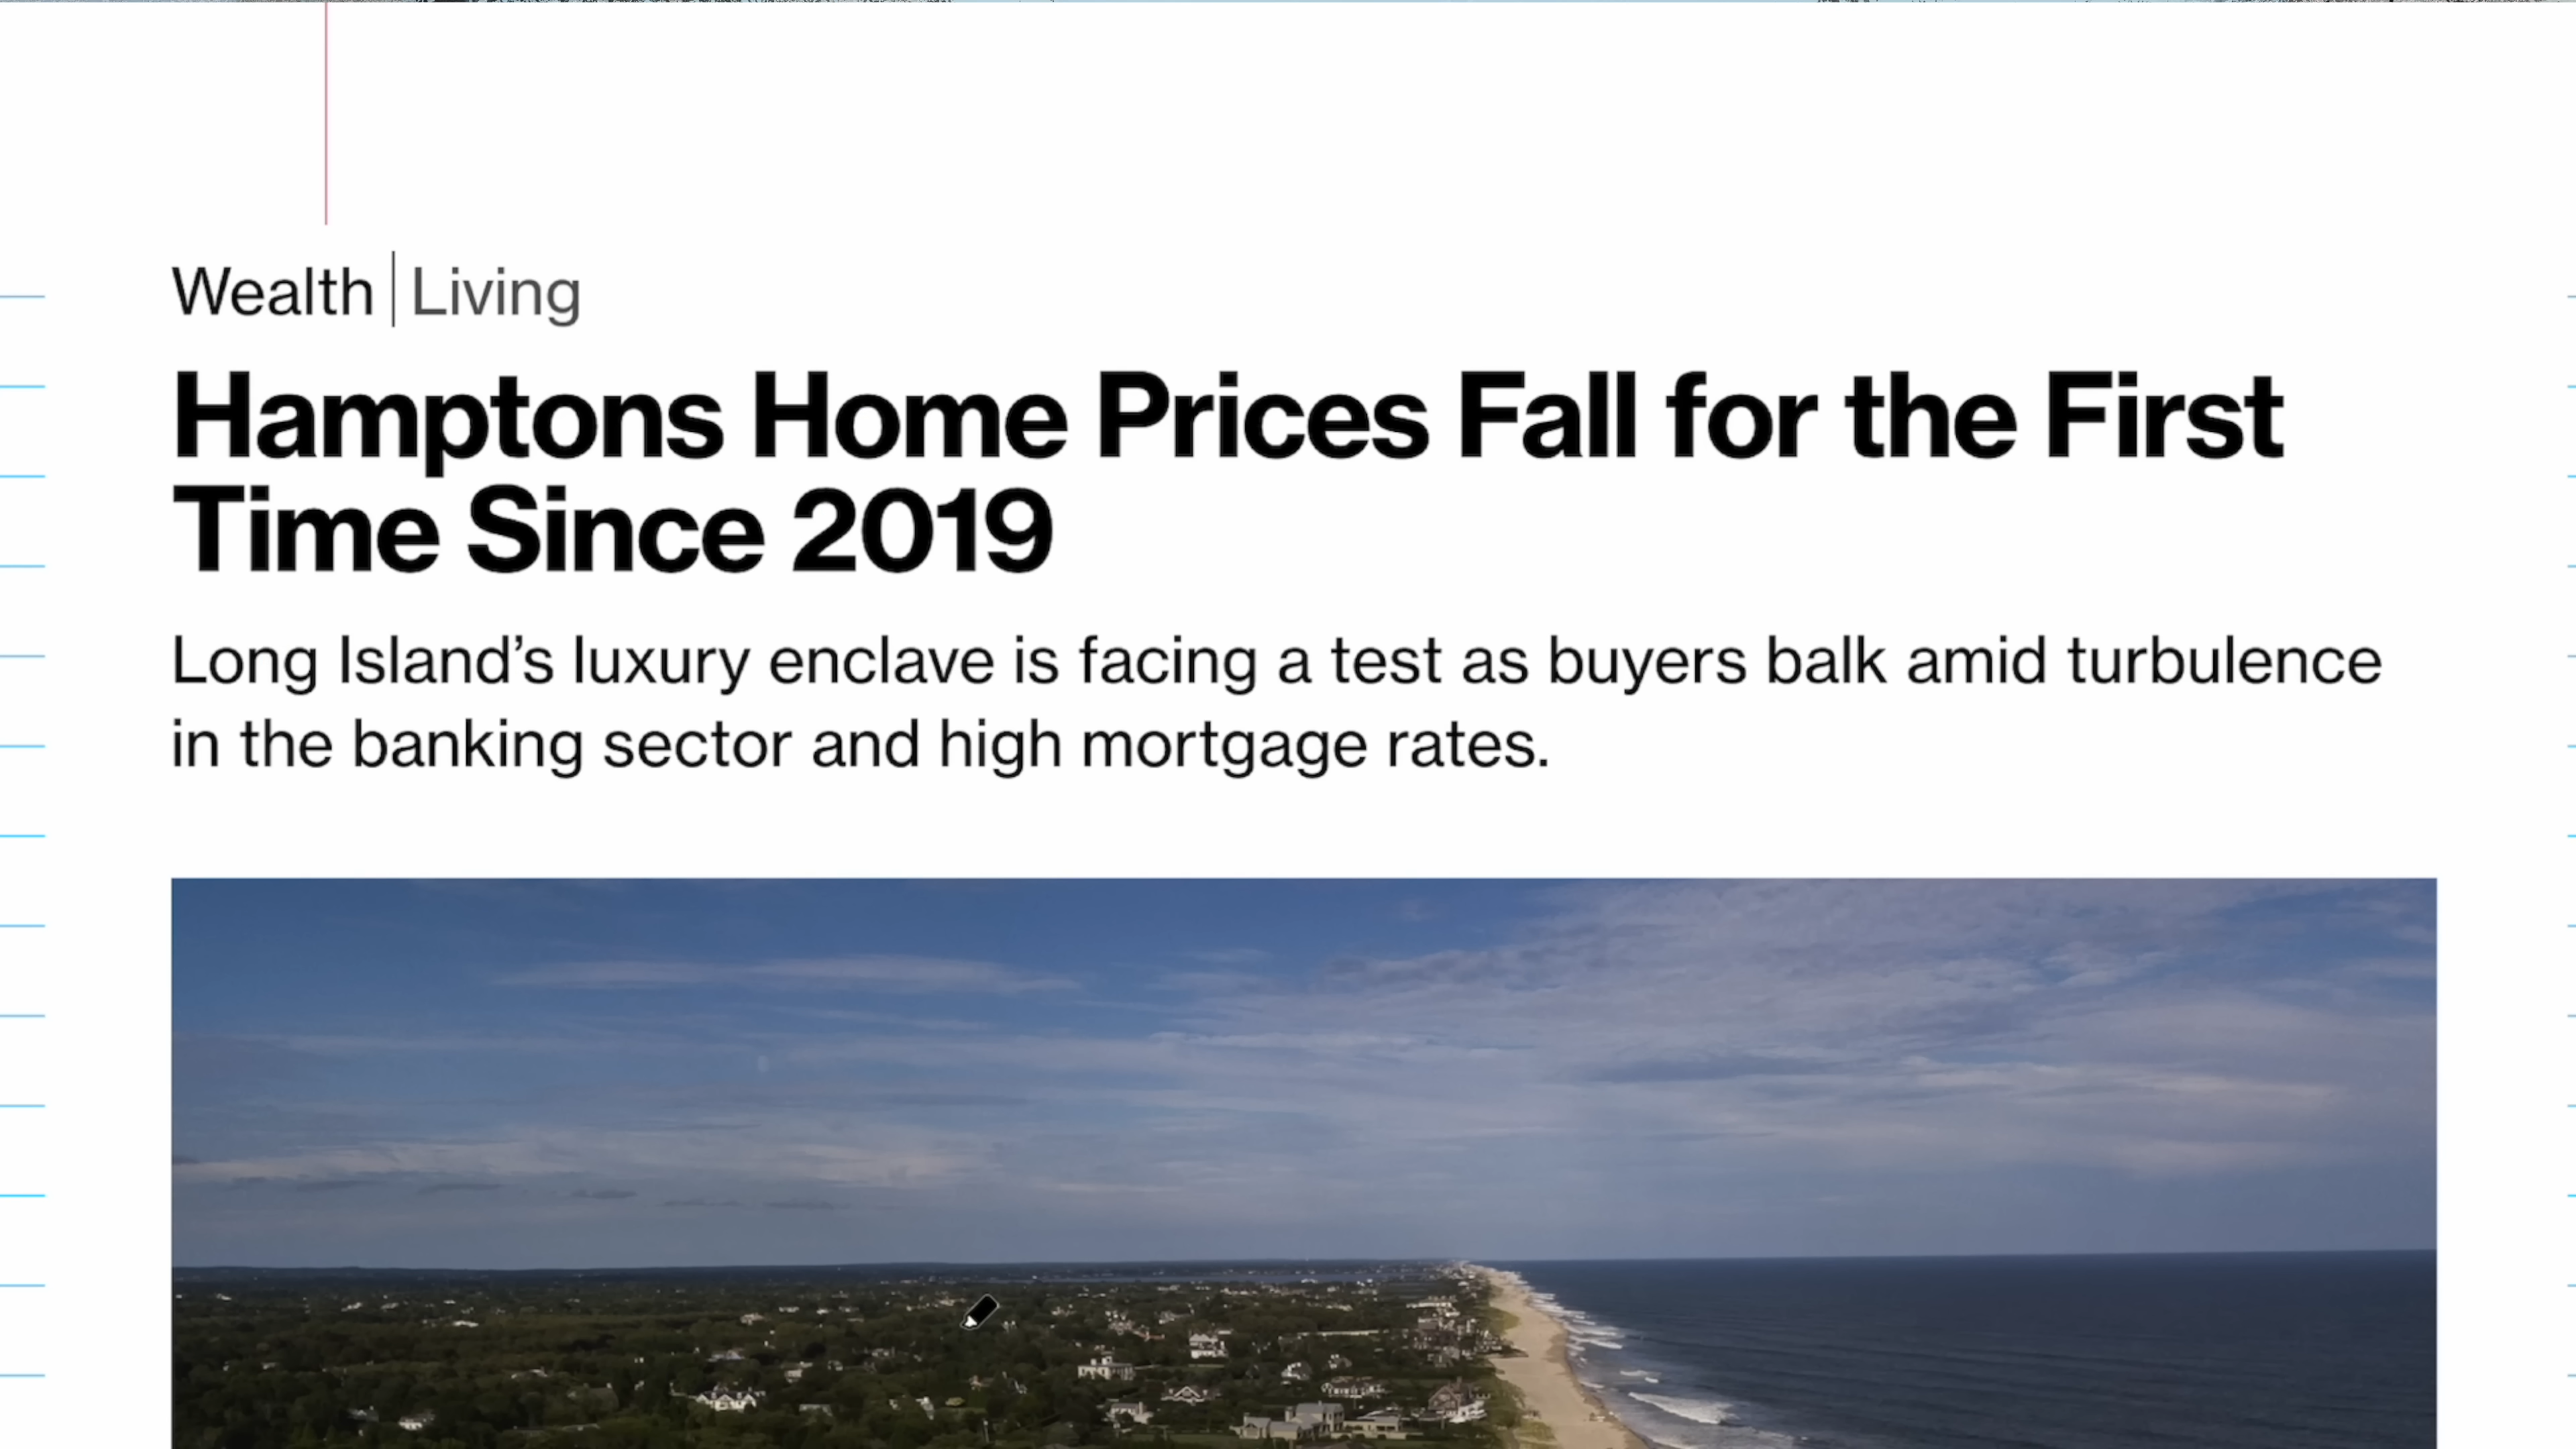 Wealth | Living
Hamptons Home Prices Fall for the First
Time Since 2019
Long Island’s luxury enclave is facing a test as buyers balk amid turbulence
in the banking sector and high mortgage rates.